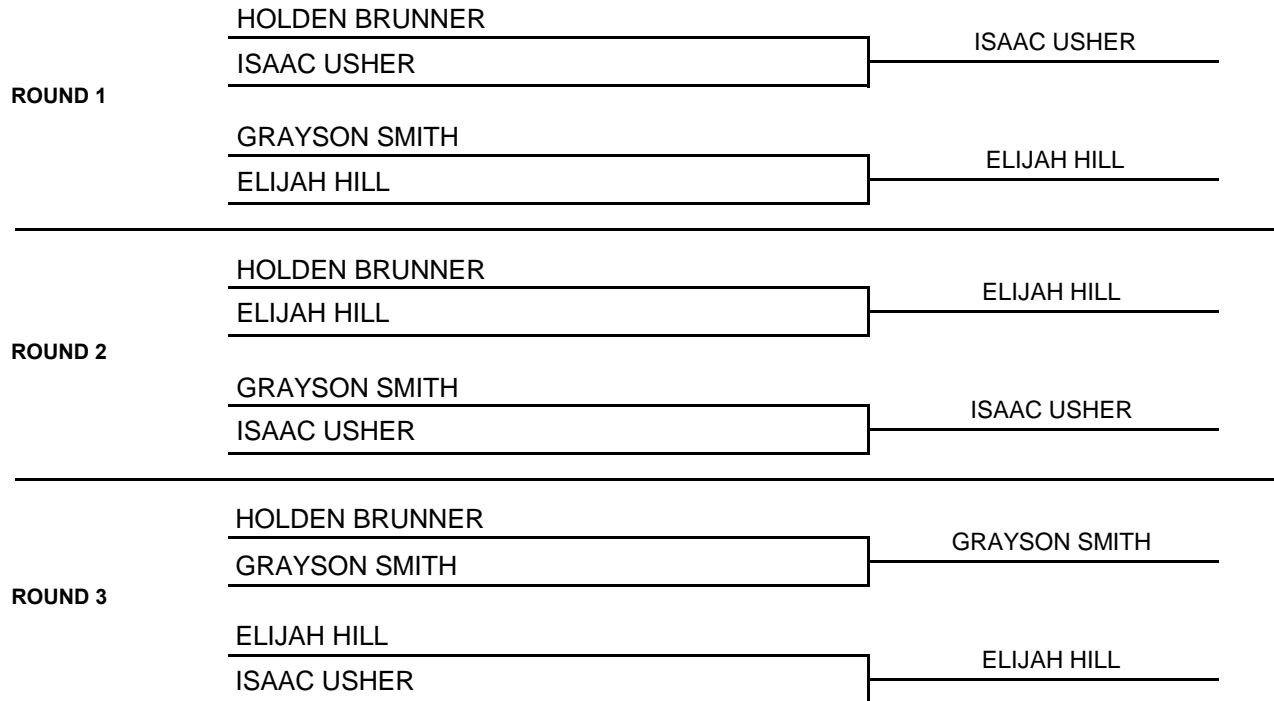 HOLDEN BRUNNER
ISAAC USHER
ISAAC USHER
ROUND 1
GRAYSON SMITH
ELIJAH HILL
ELIJAH HILL
HOLDEN BRUNNER
ELIJAH HILL
ELIJAH HILL
ROUND 2
GRAYSON SMITH
ISAAC USHER
ISAAC USHER
HOLDEN BRUNNER
GRAYSON SMITH
GRAYSON SMITH
ROUND 3
ELIJAH HILL
ELIJAH HILL
ISAAC USHER